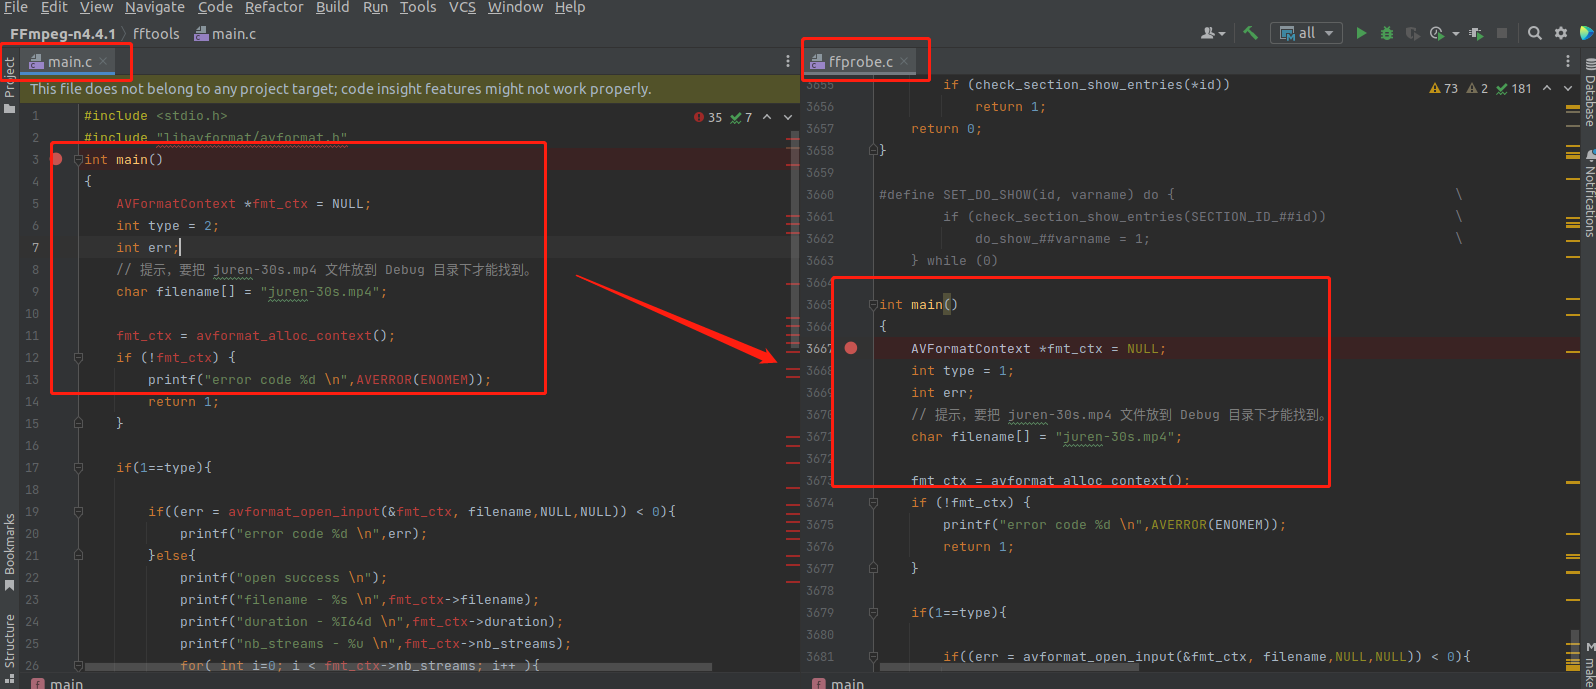 File Edit View Navigate Code Refactor Build Run Tools VCS Window Help
FFmpeg-n4.4.1 fftools main.c
all
main.c
This file does not belong to any project target; code insight features might not work properly.
35 7
1 #include <stdio.h>
2 #include "libavformat/avformat.h"
3 int main()
4 {
5 AVFormatContext *fmt_ctx = NULL;
6 int type = 2;
7 int err;
8 // 提示，要把 juren-30s.mp4 文件放到 Debug 目录下才能找到。
9 char filename[] = "juren-30s.mp4";
10
11 fmt_ctx = avformat_alloc_context();
12 if (!fmt_ctx) {
13 printf("error code %d \n",AVERROR(ENOMEM));
14 return 1;
15 }
16
17 if(1==type){
18
19 if((err = avformat_open_input(&fmt_ctx, filename,NULL,NULL)) < 0){
20 printf("error code %d \n",err);
21 }else{
22 printf("open success \n");
23 printf("filename - %s \n",fmt_ctx->filename);
24 printf("duration - %I64d \n",fmt_ctx->duration);
25 printf("nb_streams - %u \n",fmt_ctx->nb_streams);
26 for( int i=0; i < fmt_ctx->nb_streams; i++ ){
main
ffprobe.c
73 2 181
3655 if (check_section_show_entries(*id))
3656 return 1;
3657 return 0;
3658 }
3659
3660 #define SET_DO_SHOW(id, varname) do { \
3661 if (check_section_show_entries(SECTION_ID_##id)) \
3662 do_show_##varname = 1; \
3663 } while (0)
3664
3665 int main()
3666 {
3667 AVFormatContext *fmt_ctx = NULL;
3668 int type = 1;
3669 int err;
3670 // 提示，要把 juren-30s.mp4 文件放到 Debug 目录下才能找到。
3671 char filename[] = "juren-30s.mp4";
3672
3673 fmt_ctx = avformat_alloc_context();
3674 if (!fmt_ctx) {
3675 printf("error code %d \n",AVERROR(ENOMEM));
3676 return 1;
3677 }
3678
3679 if(1==type){
3680
3681 if((err = avformat_open_input(&fmt_ctx, filename,NULL,NULL)) < 0){
main
Project
Bookmarks
Structure
Database
Notifications
make